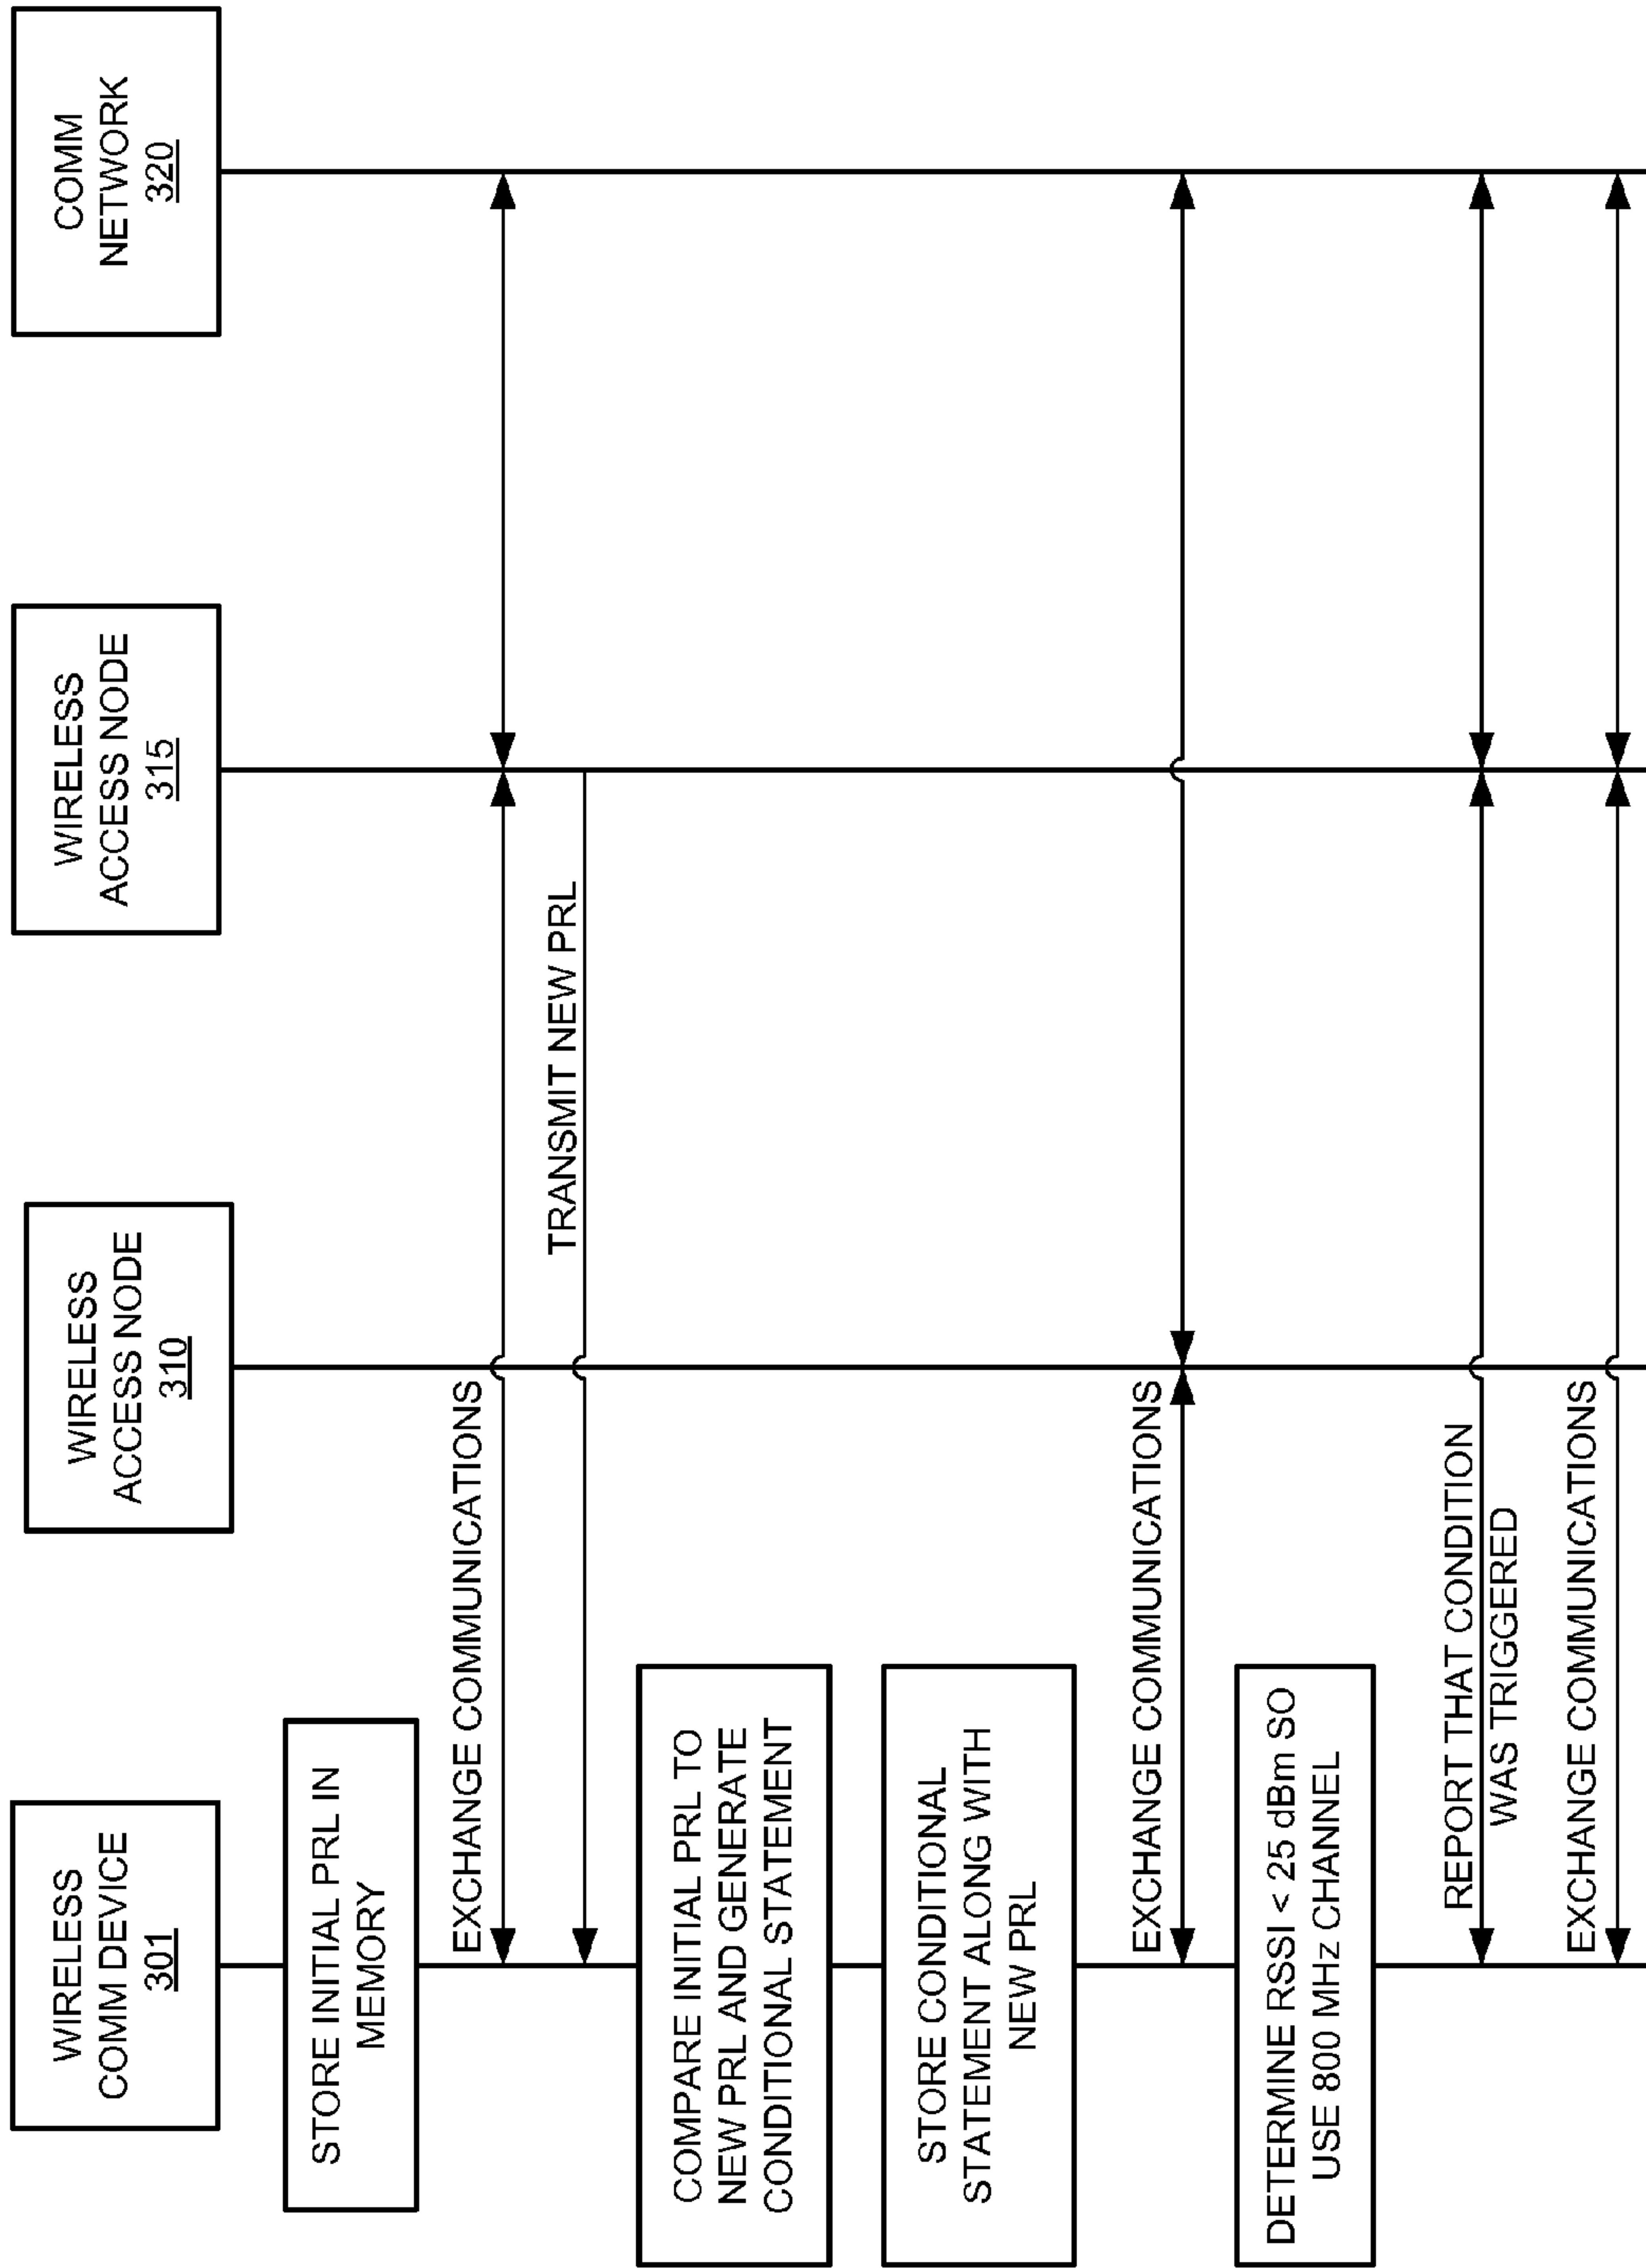 WIRELESS
COMM DEVICE
301
WIRELESS
ACCESS NODE
310
WIRELESS
ACCESS NODE
315
COMM
NETWORK
320
STORE INITIAL PRL IN
MEMORY
EXCHANGE COMMUNICATIONS
TRANSMIT NEW PRL
COMPARE INITIAL PRL TO
NEW PRL AND GENERATE
CONDITIONAL STATEMENT
STORE CONDITIONAL
STATEMENT ALONG WITH
NEW PRL
EXCHANGE COMMUNICATIONS
DETERMINE RSSI < 25 dBm SO
USE 800 MHz CHANNEL
REPORT THAT CONDITION
WAS TRIGGERED
EXCHANGE COMMUNICATIONS